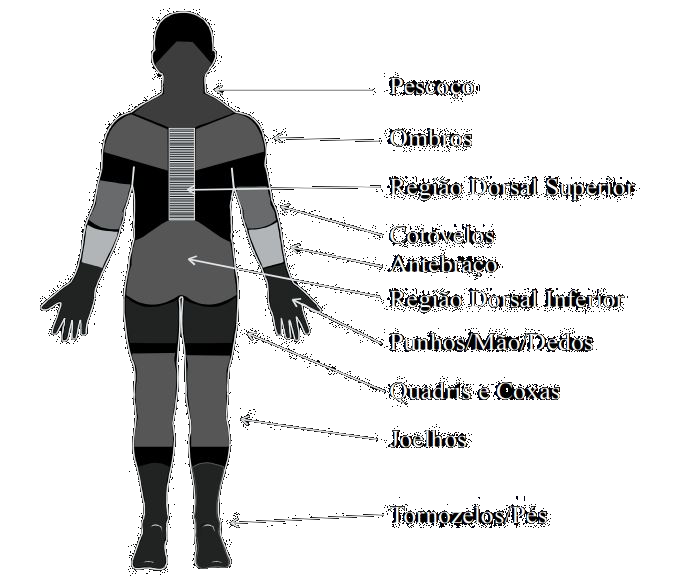 Pescoço
Ombros
Região Dorsal Superior
Cotovelos
Antebraço
Região Dorsal Inferior
Punhos/Mão/Dedos
Quadris e Coxas
Joelhos
Tornozelos/Pés